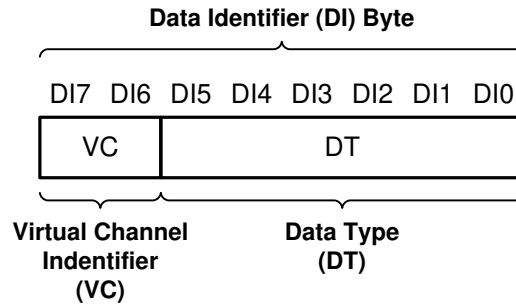 Data Identifier (DI) Byte
DI7 DI6 DI5 DI4 DI3 DI2 DI1 DI0
VC DT
Virtual Channel Data Type
Indentifier (DT)
(VC)